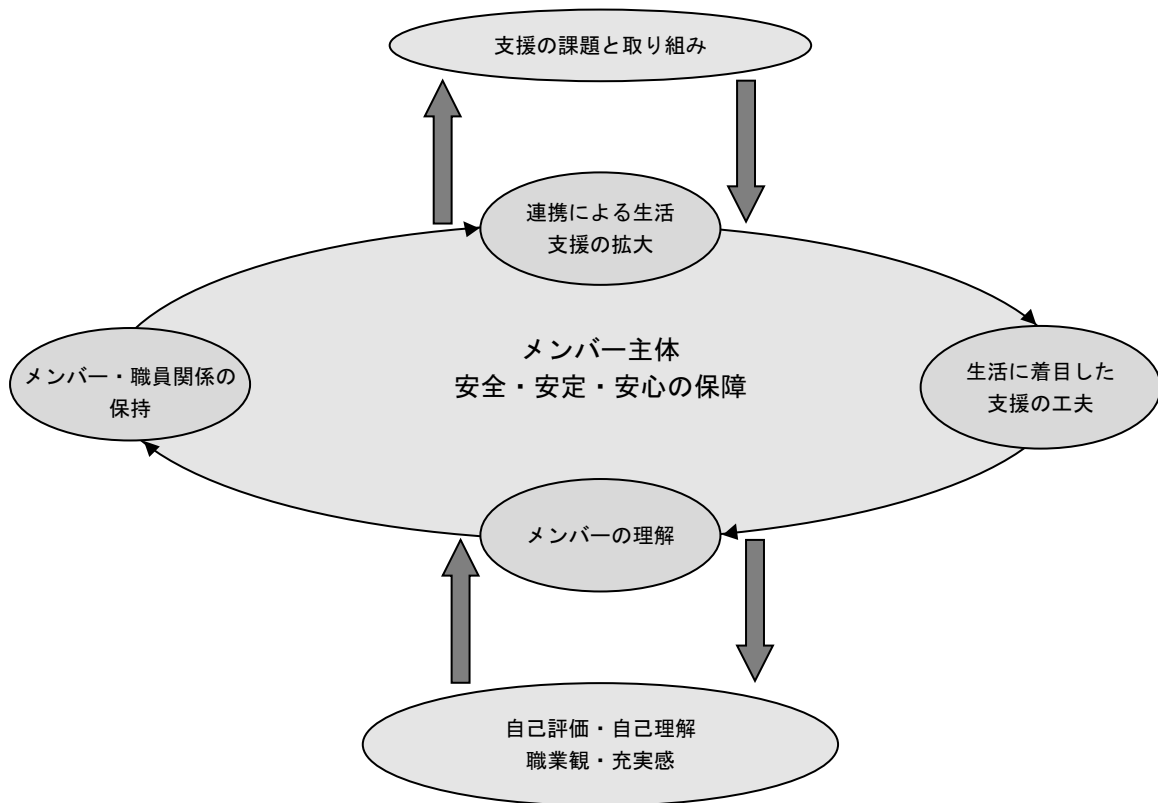 支援の課題と取り組み
連携による生活
支援の拡大
メンバー主体
安全・安定・安心の保障
メンバー・職員関係の
保持
生活に着目した
支援の工夫
メンバーの理解
自己評価・自己理解
職業観・充実感